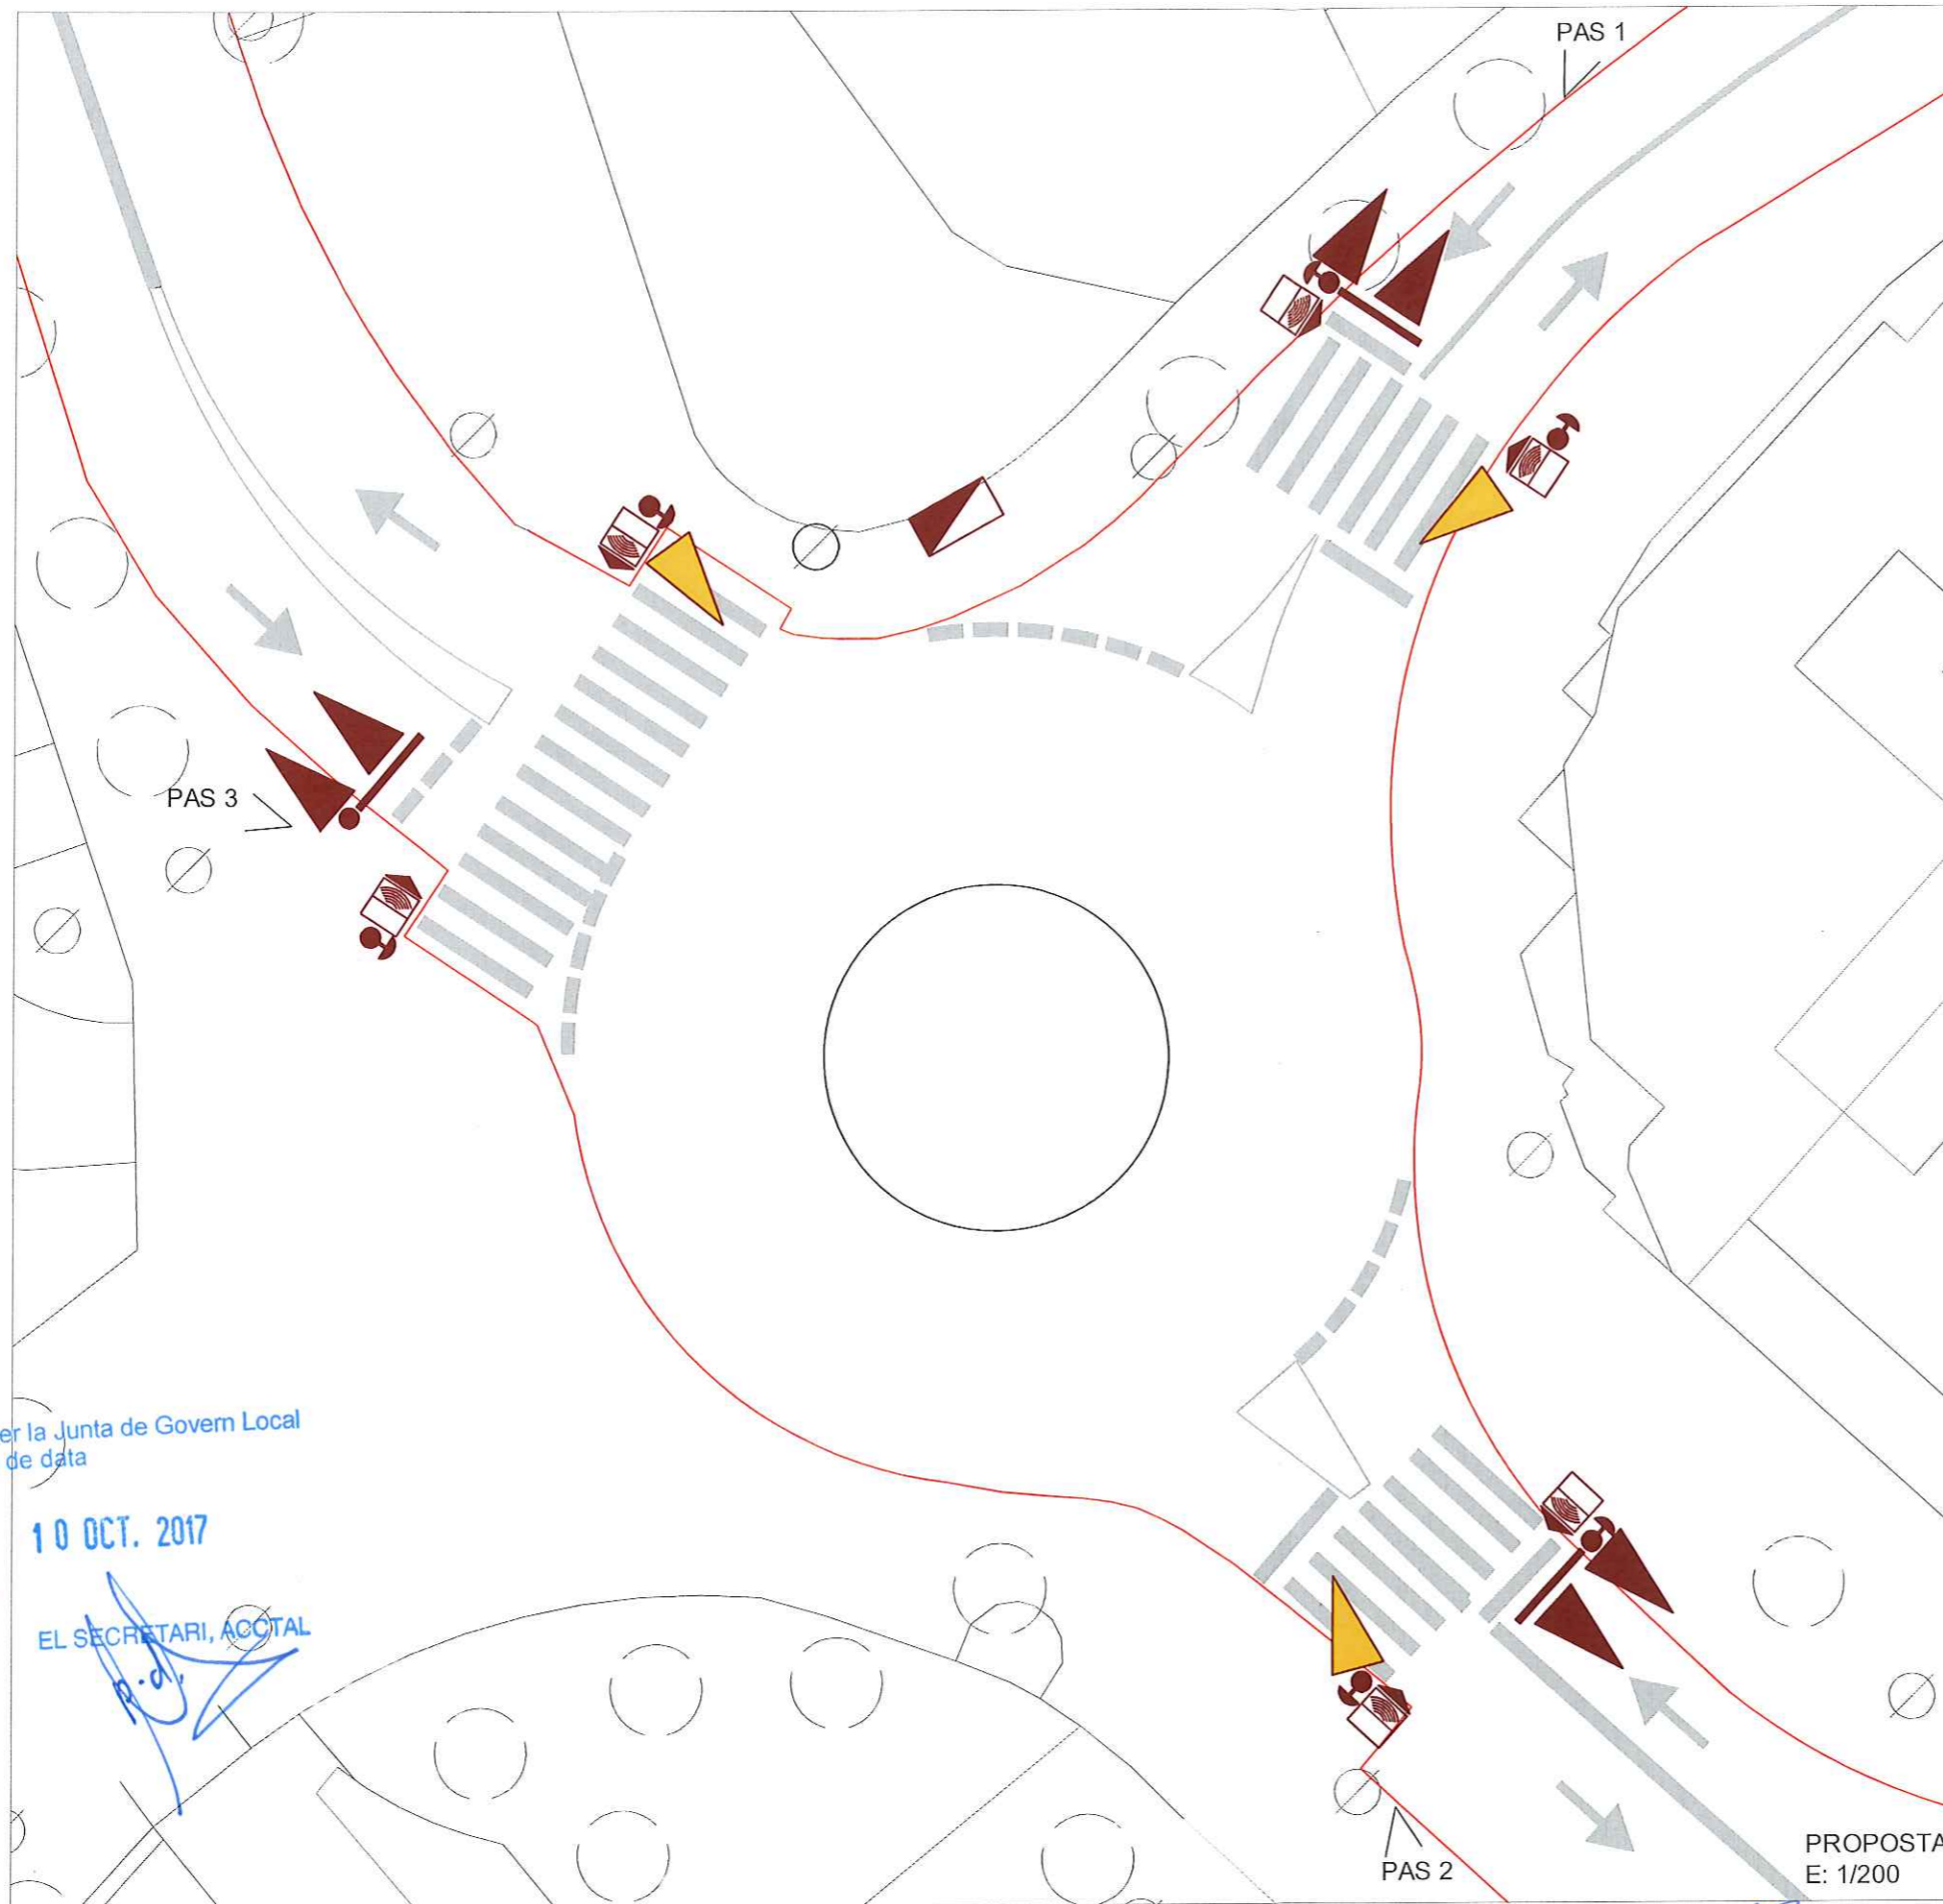 PAS 1
PAS 3
er la Junta de Govern Local
de data
10 OCT. 2017
EL SECRETARI, ACCTAL
p.d,
PAS 2
PROPOSTA
E: 1/200